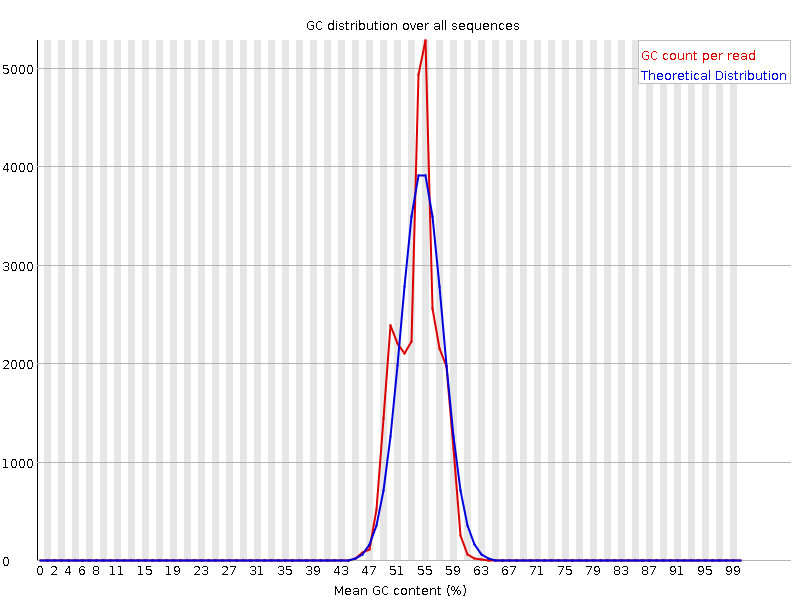 GC distribution over all sequences
GC count per read
Theoretical Distribution
5000
4000
3000
2000
1000
0
0 2 4 6 8 11 15 19 23 27 31 35 39 43 47 51 55 59 63 67 71 75 79 83 87 91 95 99
Mean GC content (%)